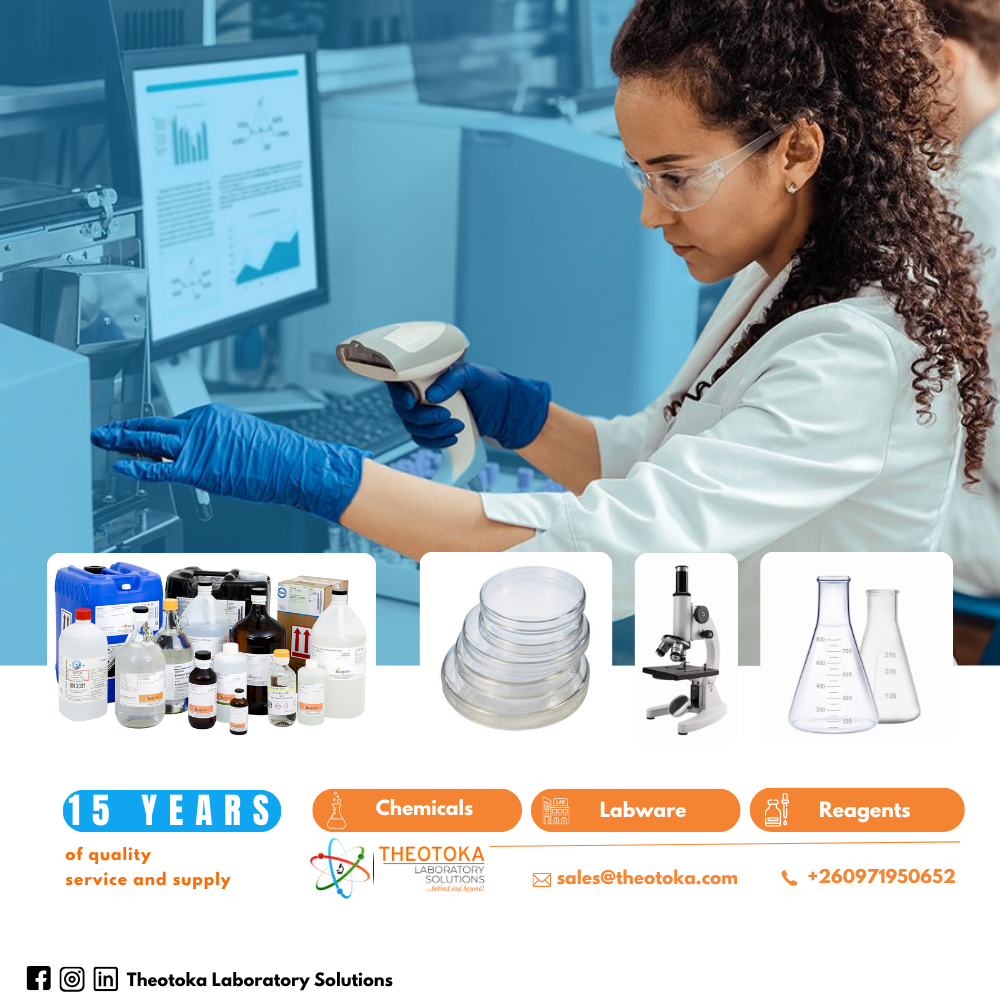 15 YEARS
of quality
service and supply
Chemicals
LAB
Labware
Reagents
THEOTOKA
LABORATORY
SOLUTIONS
...behind and beyond!
sales@theotoka.com
+260971950652
Theotoka Laboratory Solutions